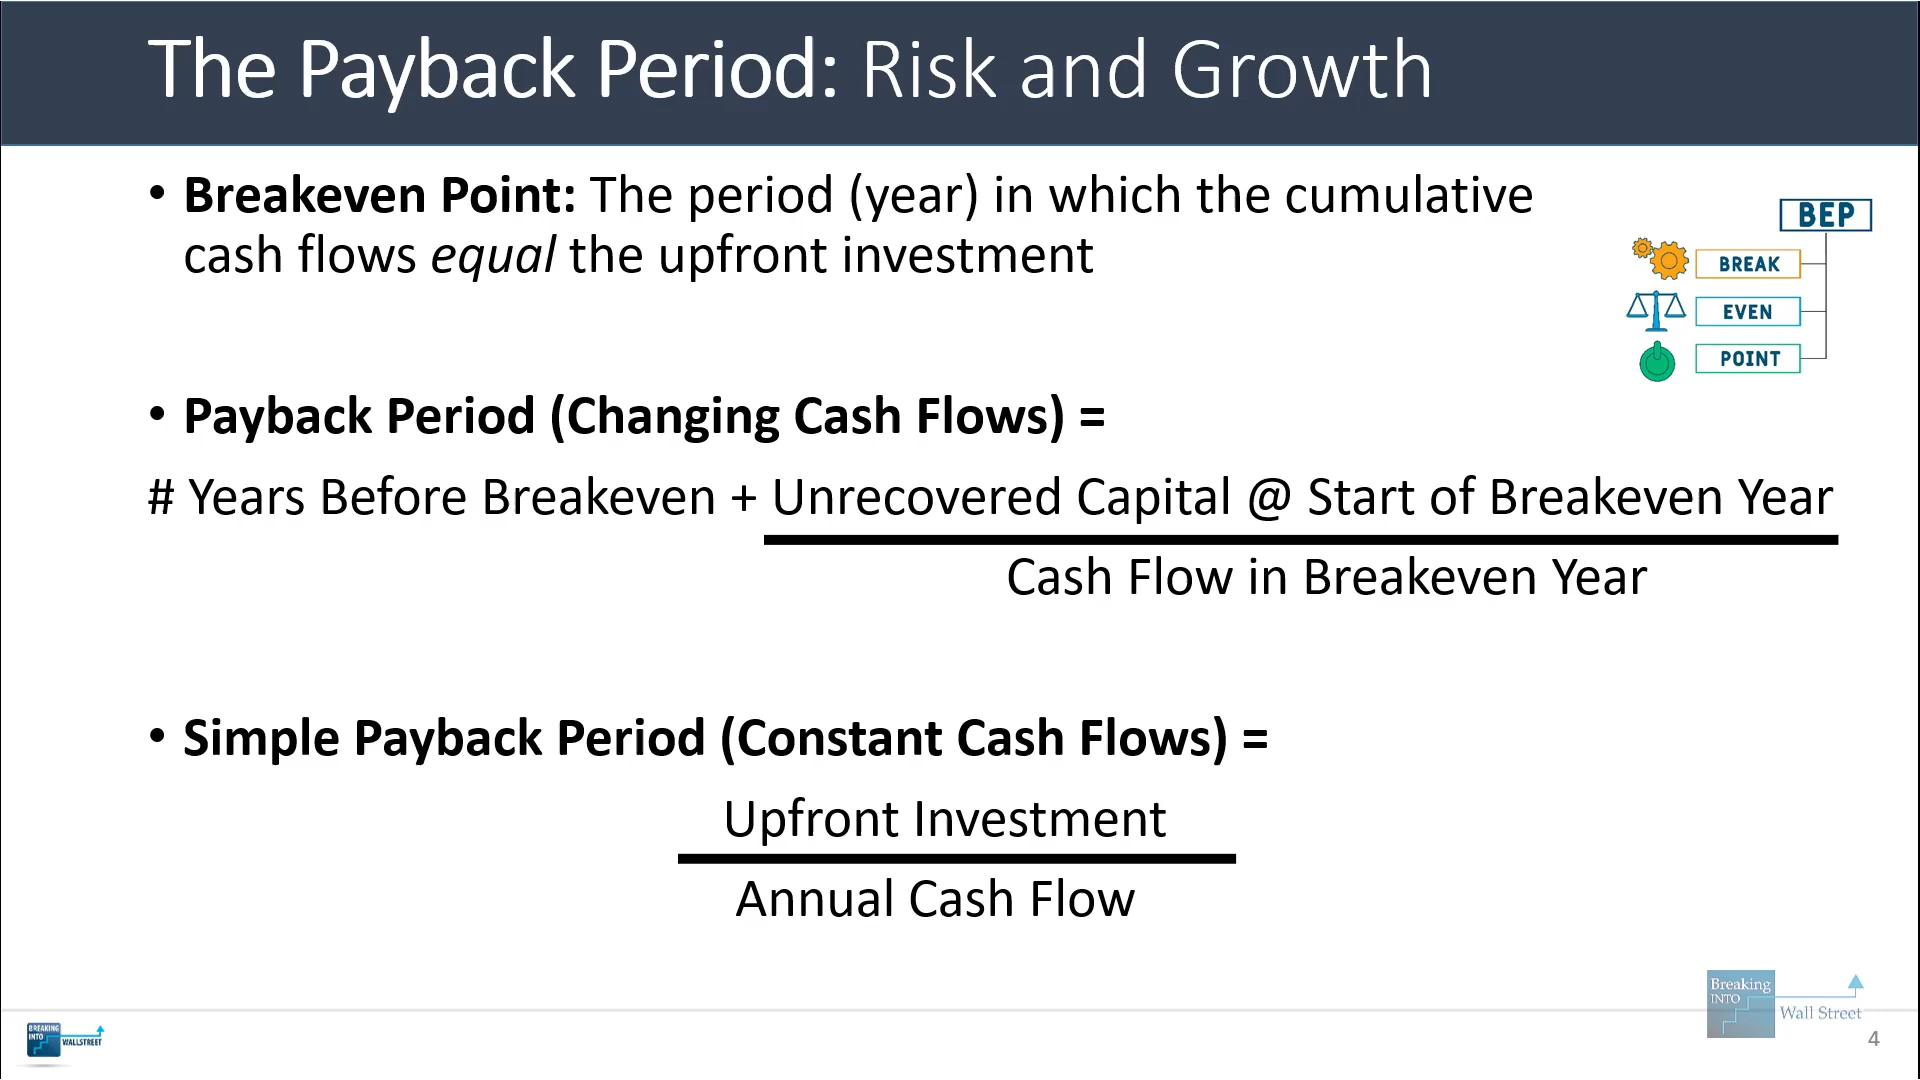 The Payback Period: Risk and Growth
• Breakeven Point: The period (year) in which the cumulative
cash flows equal the upfront investment
BEP
BREAK
EVEN
POINT
• Payback Period (Changing Cash Flows) =
# Years Before Breakeven + Unrecovered Capital @ Start of Breakeven Year
Cash Flow in Breakeven Year
• Simple Payback Period (Constant Cash Flows) =
Upfront Investment
Annual Cash Flow
Breaking
INTO
Wall Street
BREAKING
INTO
WALLSTREET
4